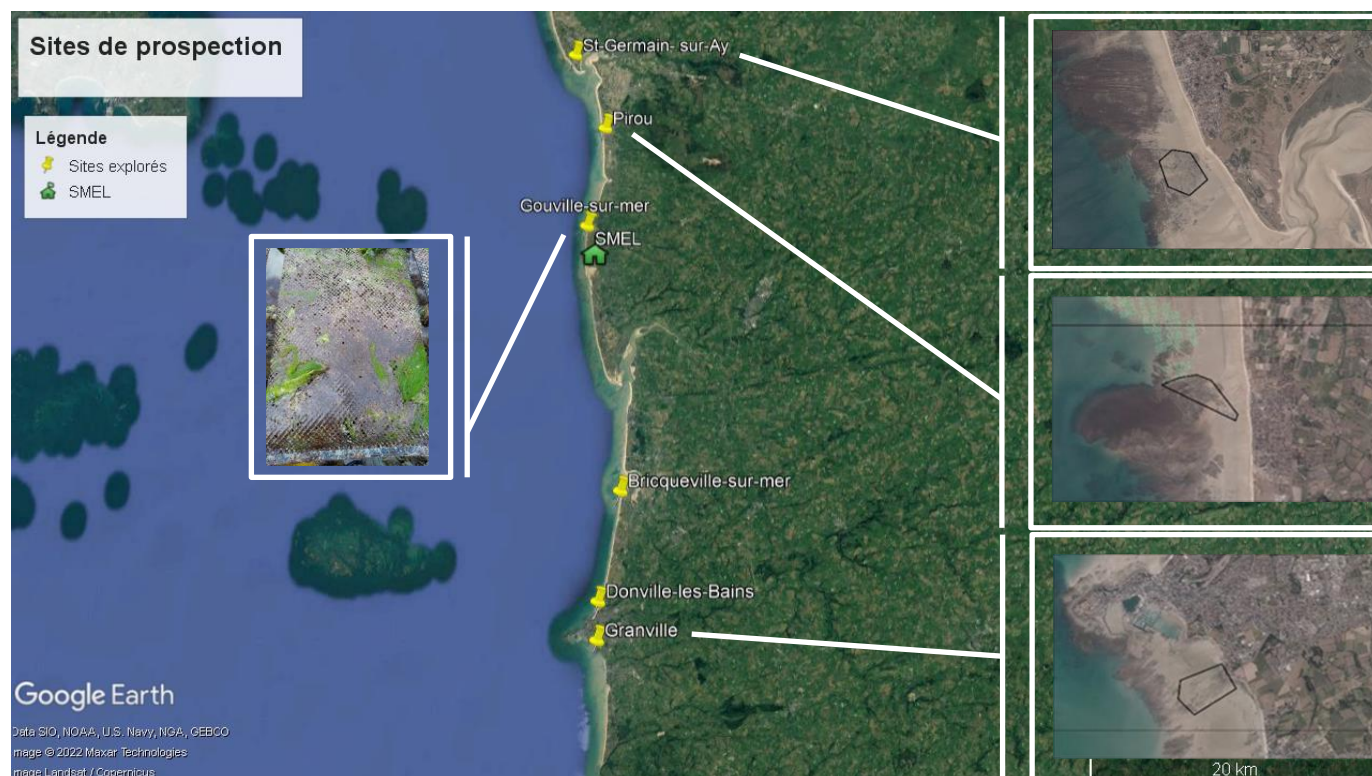 Sites de prospection
Légende
Sites explorés
SMEL
St-Germain- sur-Ay
Pirou
Gouville-sur-mer
SMEL
Bricqueville-sur-mer
Donville-les-Bains
Granville
Google Earth
Data SIO, NOAA, U.S. Navy, NGA, GEBCO
mage © 2022 Maxar Technologies
mage Landsat / Copernicus
20 km